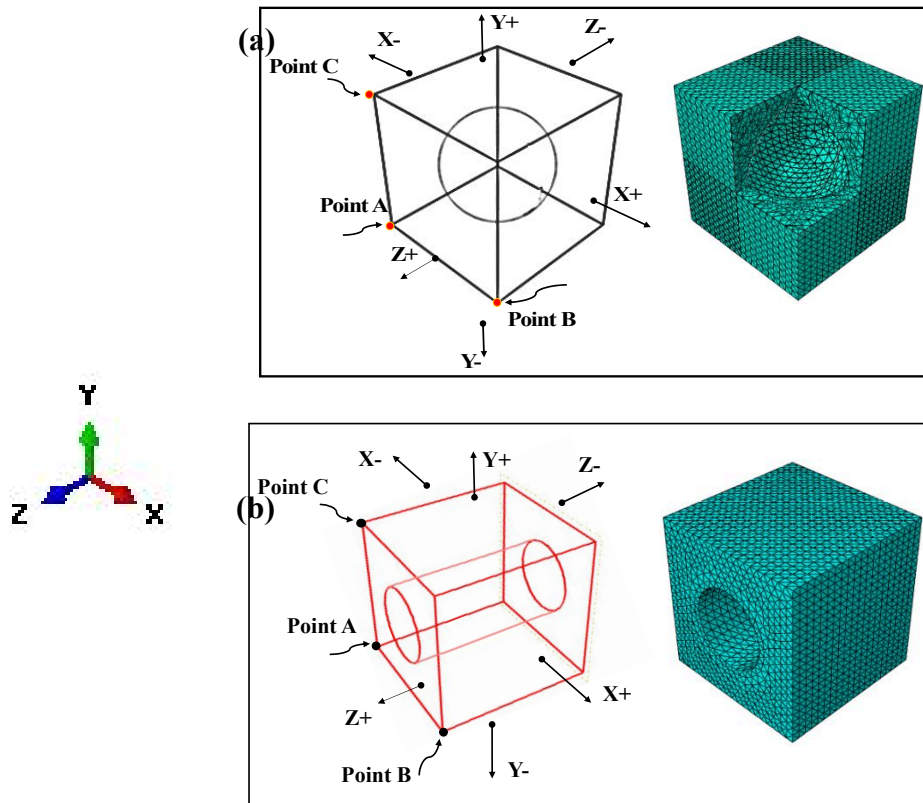 (a)
Y+
Z-
X-
Point C
X+
Point A
Z+
Point B
Y-
Y
Z
X
(b)
X-
Y+
Z-
Point C
Point A
X+
Z+
Point B
Y-